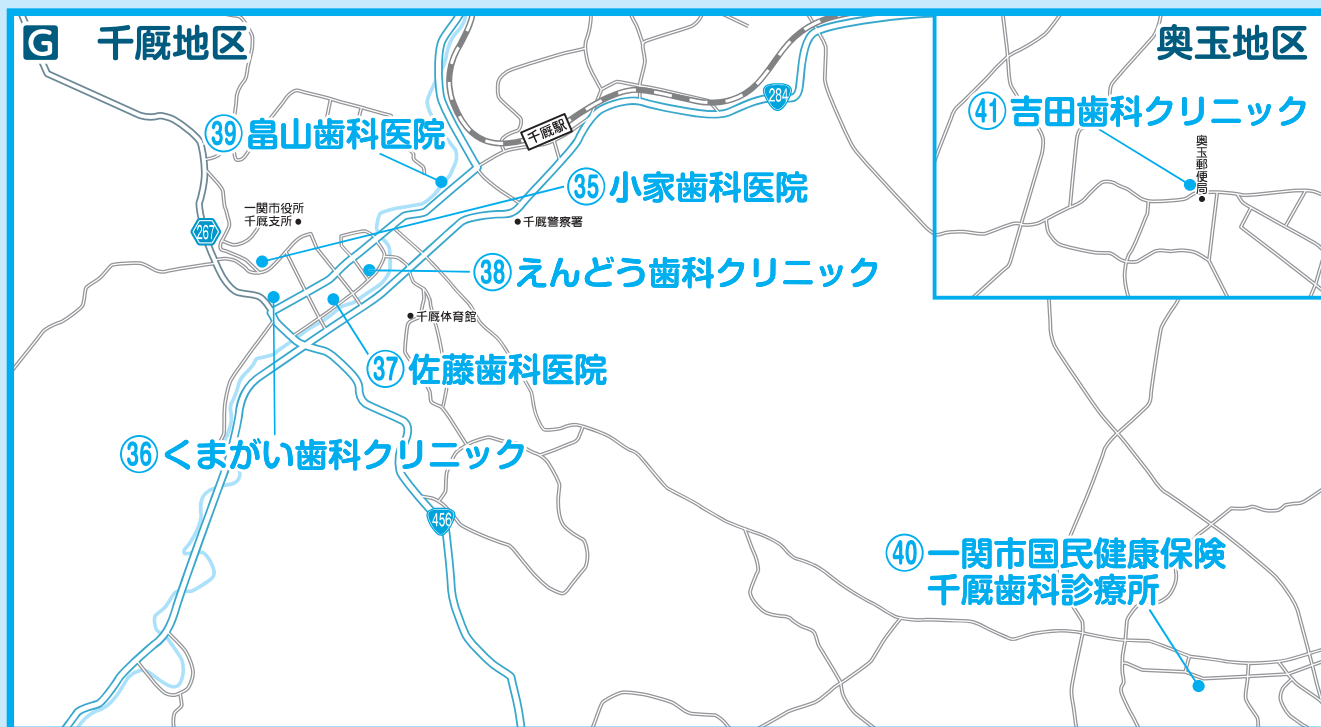 G 千厩地区
奥玉地区
284
㊶吉田歯科クリニック
㊴畠山歯科医院
千厩駅
奥玉郵便局
㉟小家歯科医院
一関市役所
千厩支所
千厩警察署
267
㊳えんどう歯科クリニック
千厩体育館
㊲佐藤歯科医院
㊱くまがい歯科クリニック
456
㊵一関市国民健康保険
千厩歯科診療所